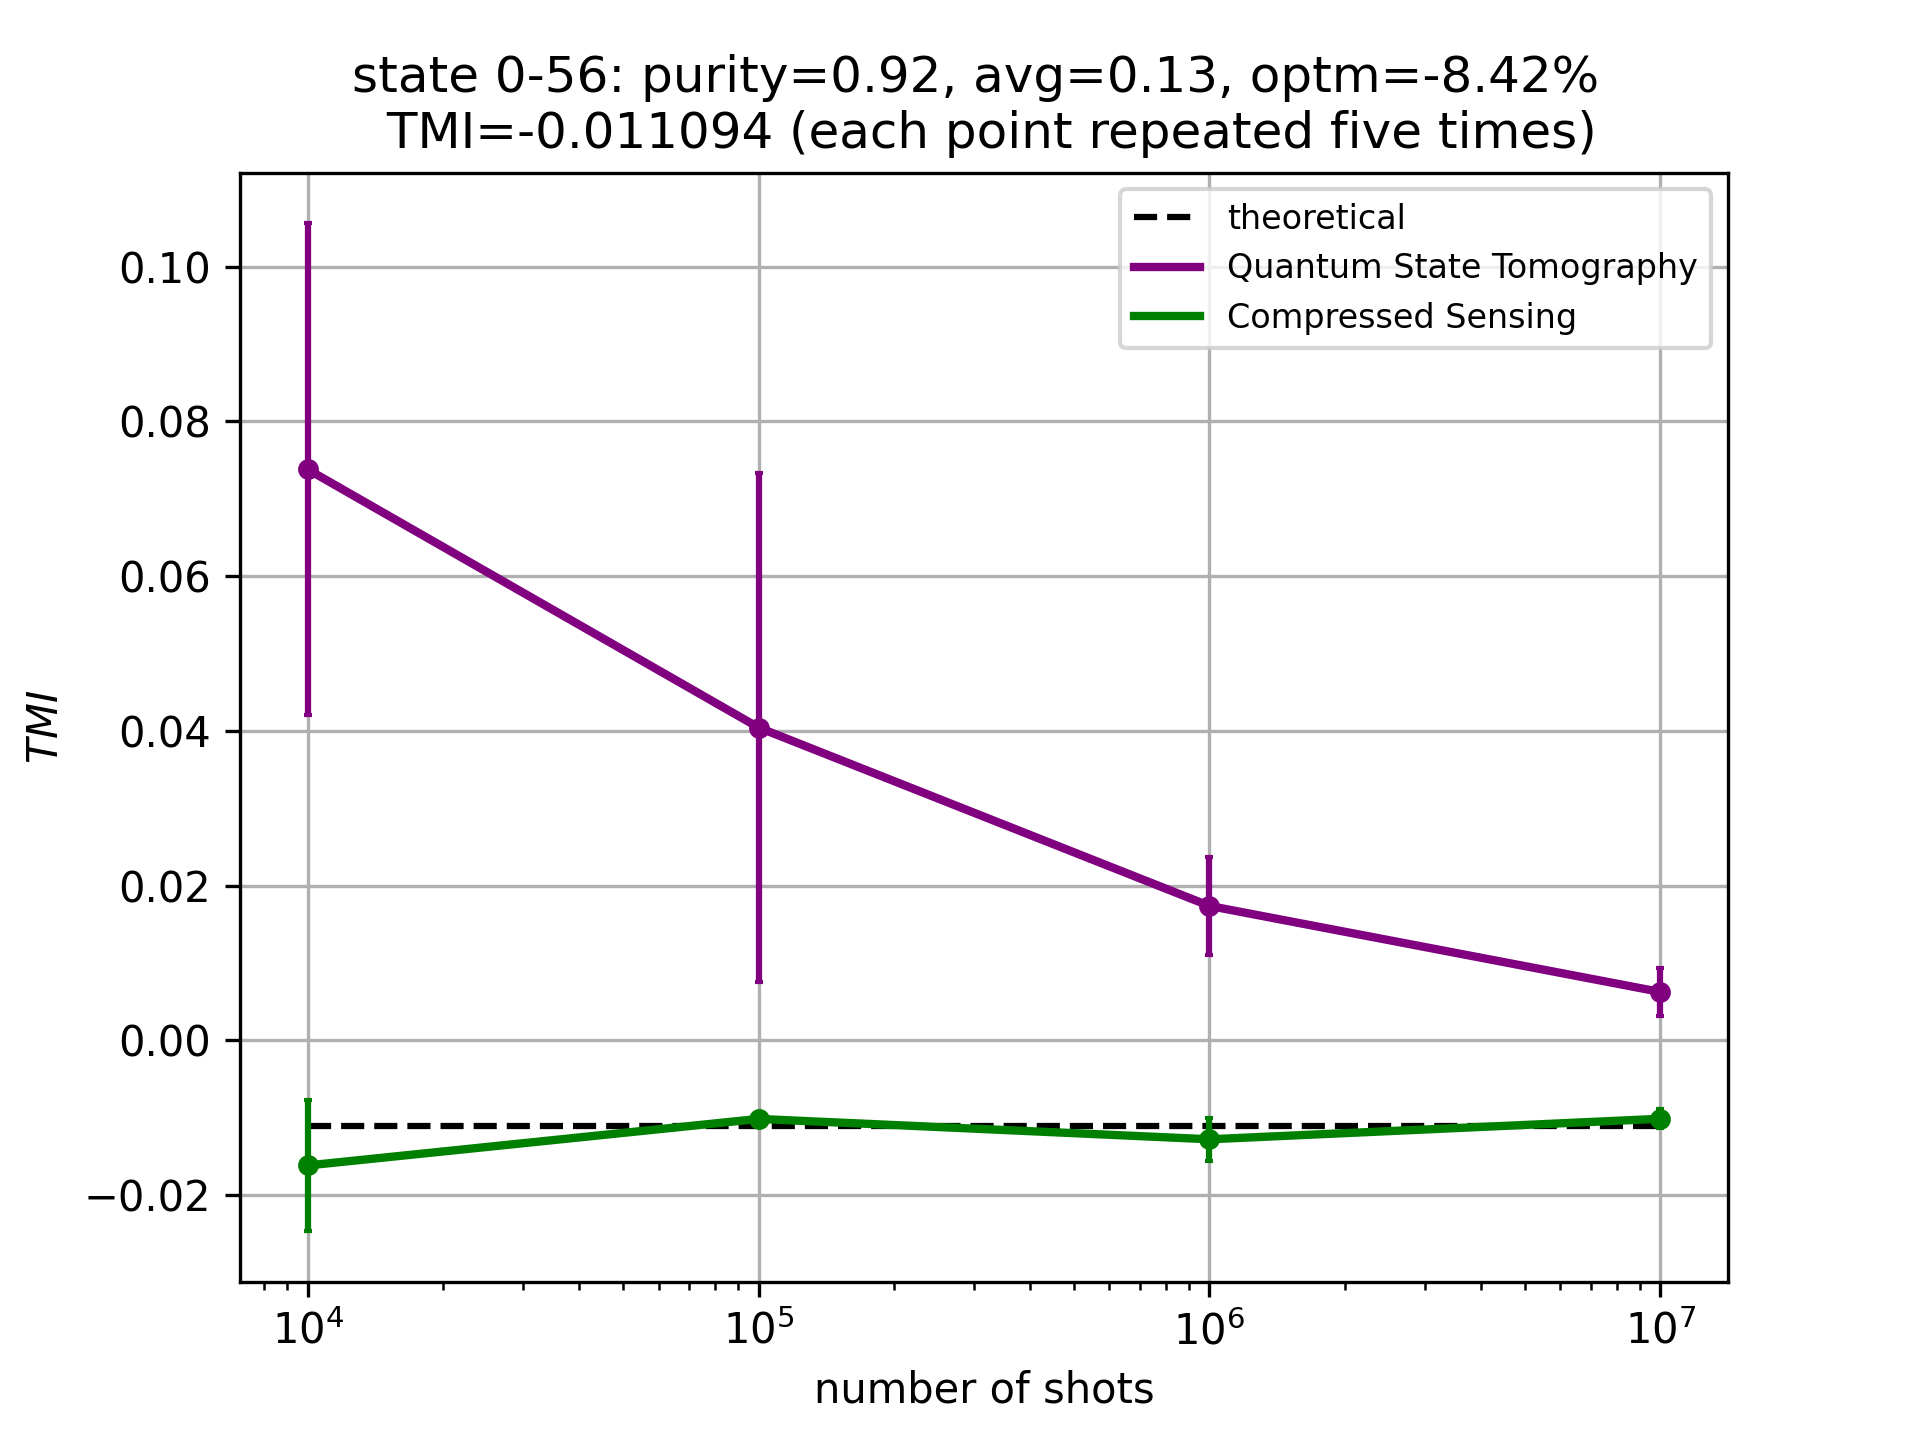 state 0-56: purity=0.92, avg=0.13, optm=-8.42%
TMI=-0.011094 (each point repeated five times)
theoretical
Quantum State Tomography
Compressed Sensing
0.10
0.08
0.06
0.04
0.02
0.00
−0.02
TMI
10⁴
10⁵
10⁶
10⁷
number of shots